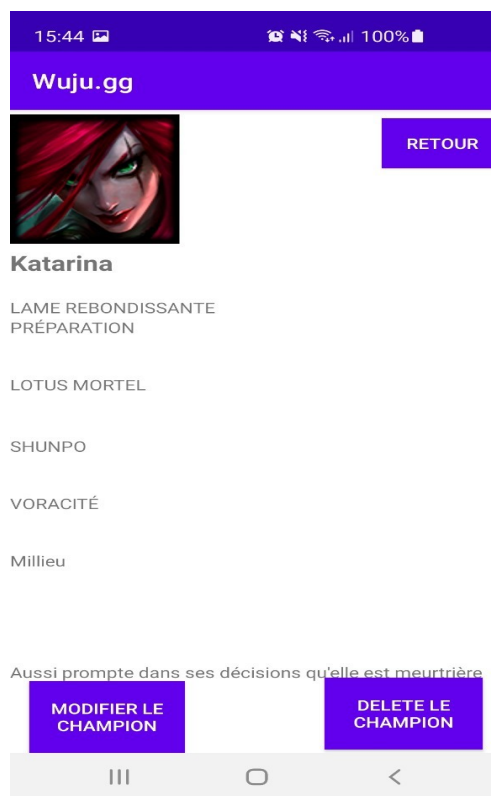 15:44 100%
Wuju.gg
RETOUR
Katarina
LAME REBONDISSANTE
PRÉPARATION
LOTUS MORTEL
SHUNPO
VORACITÉ
Millieu
Aussi prompte dans ses décisions qu'elle est meurtrière
MODIFIER LE
CHAMPION
DELETE LE
CHAMPION